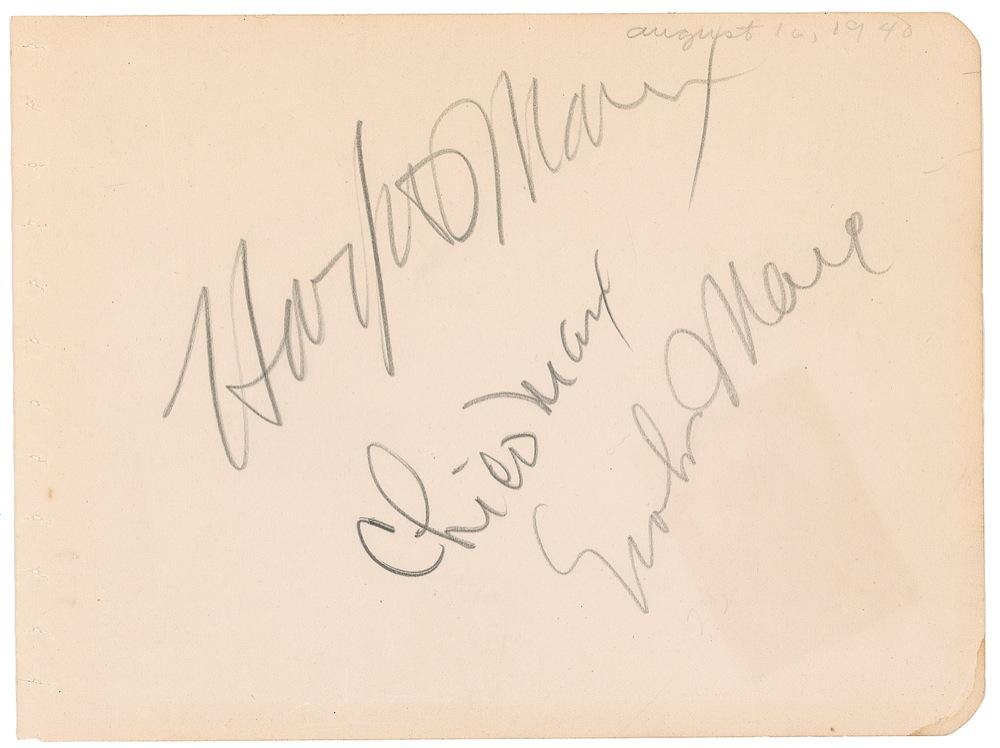 august 16, 1940
Harpo Marx
Chico Marx
Groucho Marx